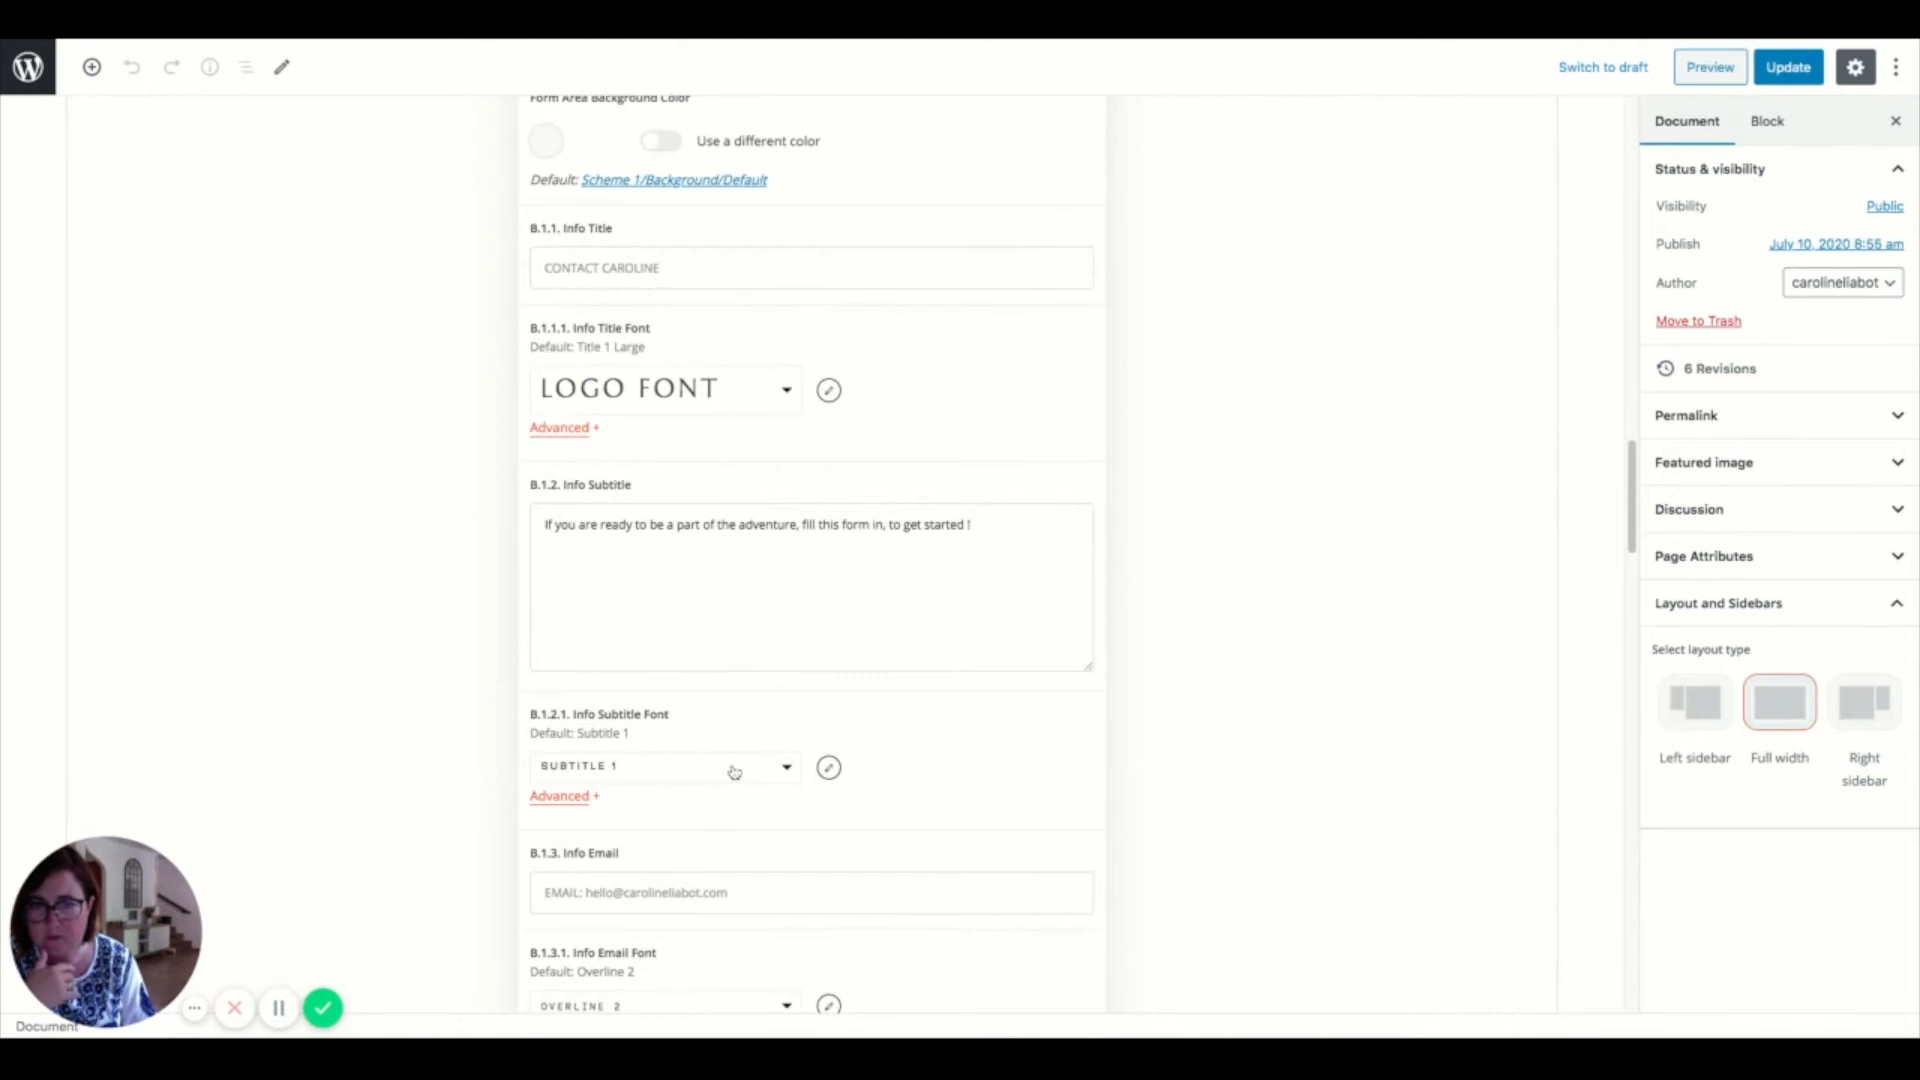 Switch to draft
Preview
Update
Form Area Background Color
Use a different color
Default: Scheme 1/Background/Default
B.1.1. Info Title
CONTACT CAROLINE
B.1.1.1. Info Title Font
Default: Title 1 Large
LOGO FONT
Advanced +
B.1.2. Info Subtitle
If you are ready to be a part of the adventure, fill this form in, to get started !
B.1.2.1. Info Subtitle Font
Default: Subtitle 1
SUBTITLE 1
Advanced +
B.1.3. Info Email
EMAIL: hello@carolineliabot.com
B.1.3.1. Info Email Font
Default: Overline 2
OVERLINE 2
Document
Document
Block
Status & visibility
Visibility
Public
Publish
July 10, 2020 8:55 am
Author
carolineliabot
Move to Trash
6 Revisions
Permalink
Featured image
Discussion
Page Attributes
Layout and Sidebars
Select layout type
Left sidebar
Full width
Right
sidebar